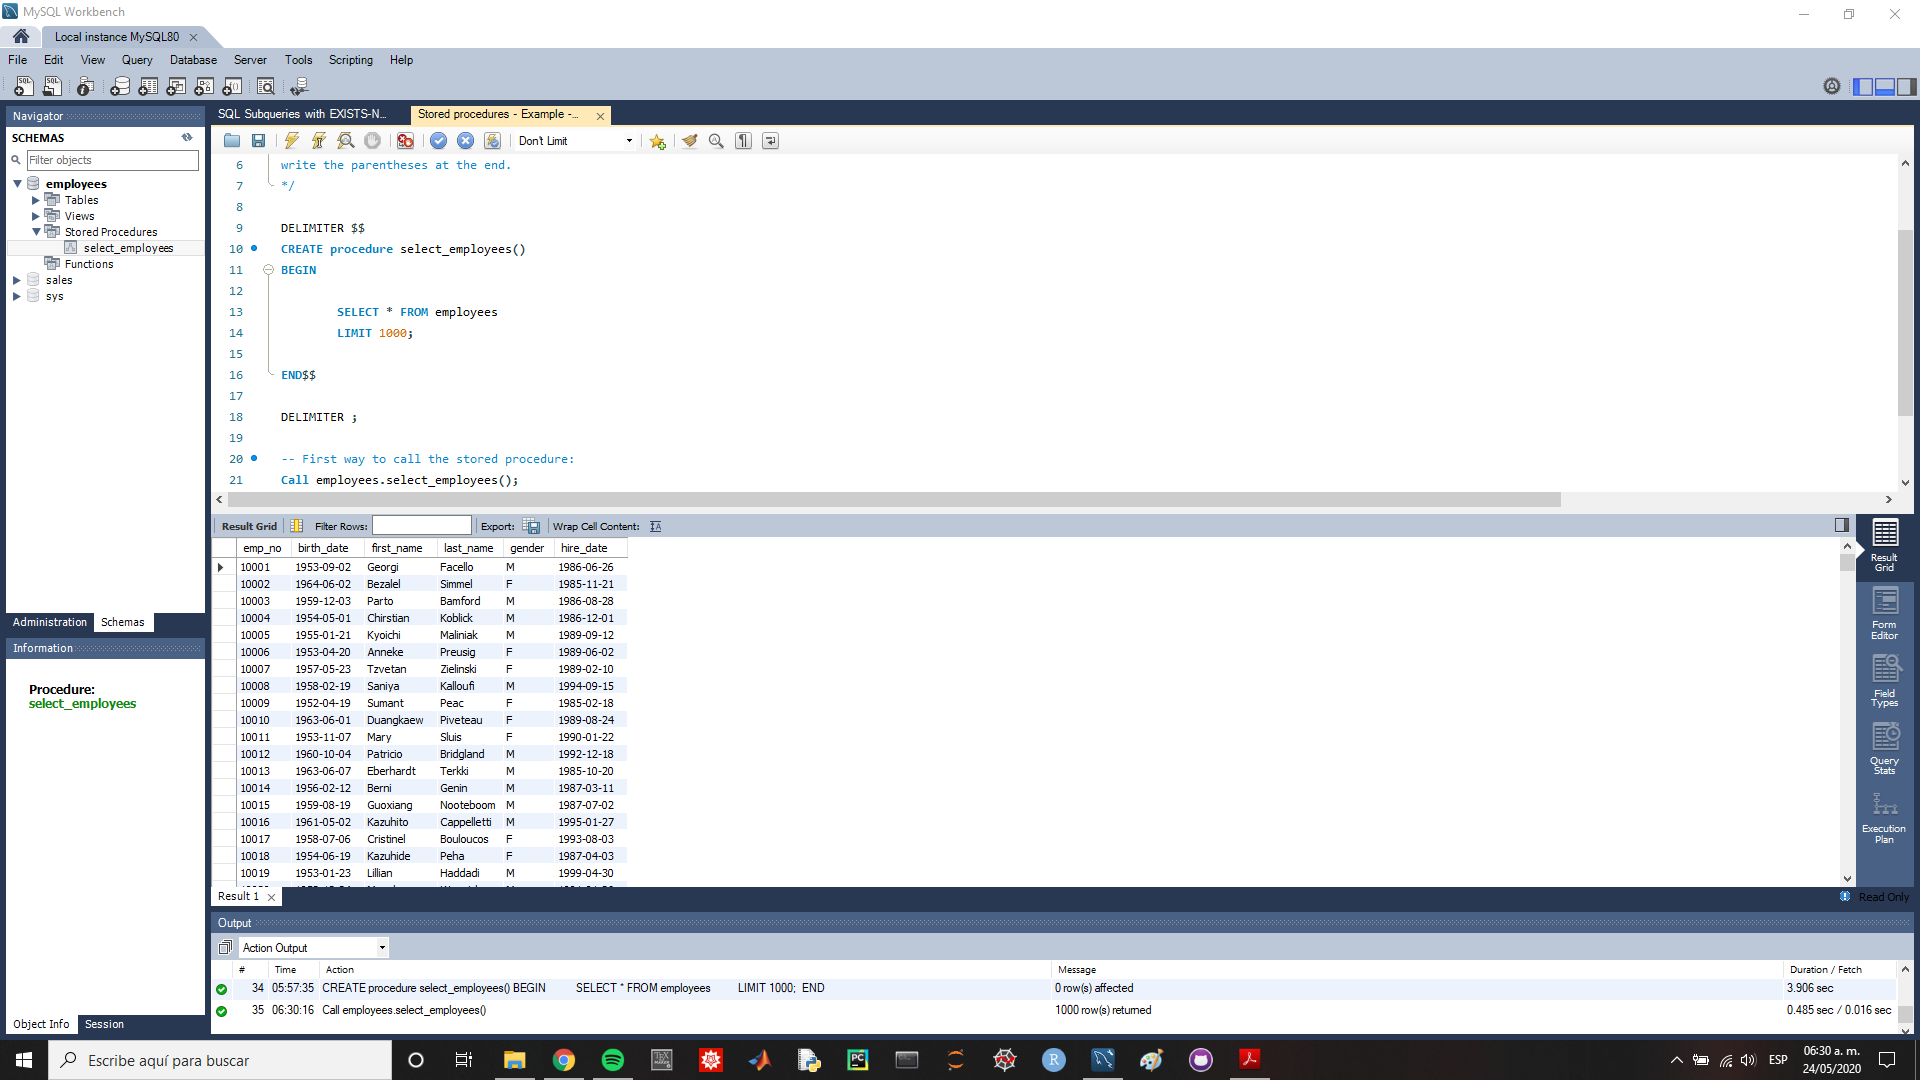 MySQL Workbench
Local instance MySQL80
File Edit View Query Database Server Tools Scripting Help
Navigator
SCHEMAS
Filter objects
employees
Tables
Views
Stored Procedures
select_employees
Functions
sales
sys
Administration Schemas
Information
Procedure:
select_employees
Object Info Session
SQL Subqueries with EXISTS-N... Stored procedures - Example -...
Don't Limit
6 write the parentheses at the end.
7 */
8
9 DELIMITER $$
10 CREATE procedure select_employees()
11 BEGIN
12
13 SELECT * FROM employees
14 LIMIT 1000;
15
16 END$$
17
18 DELIMITER ;
19
20 -- First way to call the stored procedure:
21 Call employees.select_employees();
Result Grid Filter Rows: Export: Wrap Cell Content:
emp_no birth_date first_name last_name gender hire_date
10001 1953-09-02 Georgi Facello M 1986-06-26
10002 1964-06-02 Bezalel Simmel F 1985-11-21
10003 1959-12-03 Parto Bamford M 1986-08-28
10004 1954-05-01 Chirstian Koblick M 1986-12-01
10005 1955-01-21 Kyoichi Maliniak M 1989-09-12
10006 1953-04-20 Anneke Preusig F 1989-06-02
10007 1957-05-23 Tzvetan Zielinski F 1989-02-10
10008 1958-02-19 Saniya Kalloufi M 1994-09-15
10009 1952-04-19 Sumant Peac F 1985-02-18
10010 1963-06-01 Duangkaew Piveteau F 1989-08-24
10011 1953-11-07 Mary Sluis F 1990-01-22
10012 1960-10-04 Patricio Bridgland M 1992-12-18
10013 1963-06-07 Eberhardt Terkki M 1985-10-20
10014 1956-02-12 Berni Genin M 1987-03-11
10015 1959-08-19 Guoxiang Nooteboom M 1987-07-02
10016 1961-05-02 Kazuhito Cappelletti M 1995-01-27
10017 1958-07-06 Cristinel Bouloucos F 1993-08-03
10018 1954-06-19 Kazuhide Peha F 1987-04-03
10019 1953-01-23 Lillian Haddadi M 1999-04-30
Result Grid
Form Editor
Field Types
Query Stats
Execution Plan
Result 1
Read Only
Output
Action Output
# Time Action Message Duration / Fetch
34 05:57:35 CREATE procedure select_employees() BEGIN SELECT * FROM employees LIMIT 1000; END 0 row(s) affected 3.906 sec
35 06:30:16 Call employees.select_employees() 1000 row(s) returned 0.485 sec / 0.016 sec
Escribe aquí para buscar
ESP
06:30 a. m.
24/05/2020